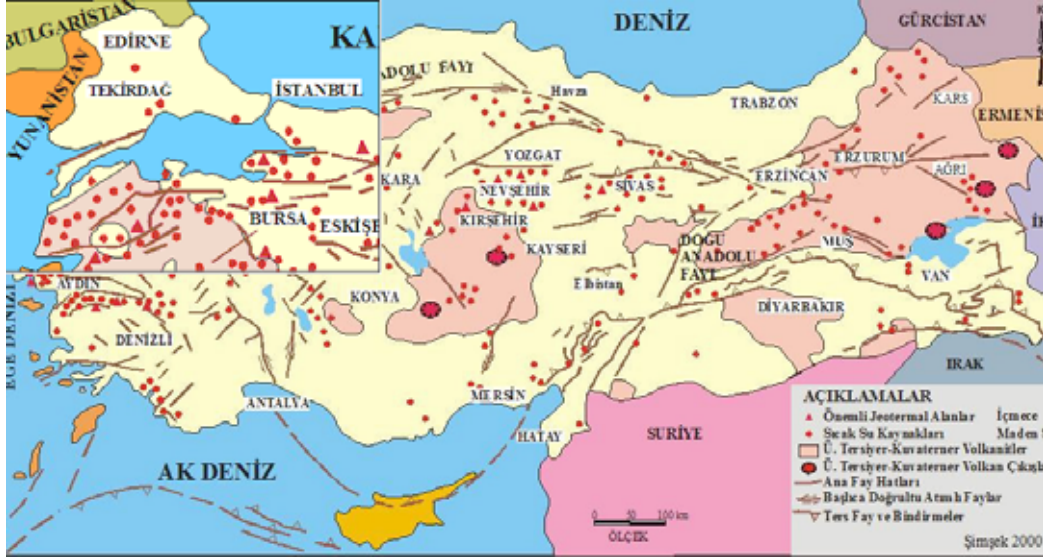 BULGARİSTAN
EDİRNE
YUNANİSTAN
TEKİRDAĞ
İSTANBUL
BURSA
ESKİŞE
KA
DENİZ
GÜRCİSTAN
ADOLU FAYI
Havza
TRABZON
KARS
ERMENİS
KARA
YOZGAT
NEVŞEHİR
SİVAS
ERZİNCAN
ERZURUM
AĞRI
KIRŞEHİR
KAYSERİ
DOĞU
ANADOLU
FAYI
MUŞ
VAN
Elbistan
KONYA
DİYARBAKIR
AYDIN
DENİZLİ
EGE DENİZİ
ANTALYA
MERSİN
HATAY
IRAK
SURİYE
AK DENİZ
AÇIKLAMALAR
Önemli Jeotermal Alanlar İçmece
Sıcak Su Kaynakları Maden
Ü. Tersiyer-Kuvaterner Volkanitler
Ü. Tersiyer-Kuvaterner Volkan Çıkışla
Ana Fay Hatları
Başlıca Doğrultu Atımlı Faylar
Ters Fay ve Bindirmeler
0 50 100 km
ÖLÇEK
Şimşek 2000